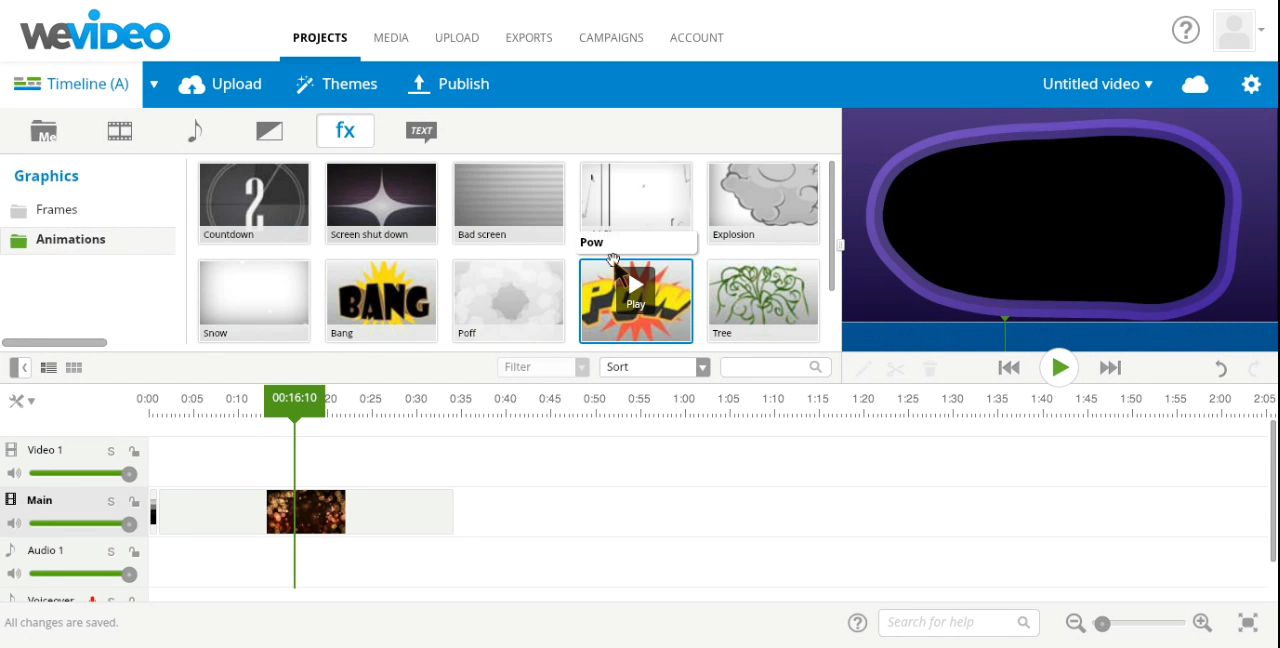 WEVIDEO
PROJECTS MEDIA UPLOAD EXPORTS CAMPAIGNS ACCOUNT
?
Timeline (A) Upload Themes Publish Untitled video
Me fx TEXT
Graphics
Frames
Animations
2
Countdown Screen shut down Bad screen Explosion
Pow
BANG POW
Play
Snow Bang Poff Tree
Filter Sort
0:00 0:05 0:10 00:16:10 :20 0:25 0:30 0:35 0:40 0:45 0:50 0:55 1:00 1:05 1:10 1:15 1:20 1:25 1:30 1:35 1:40 1:45 1:50 1:55 2:00 2:05
Video 1 S
Main S
Audio 1 S
Voiceover S
All changes are saved. ? Search for help